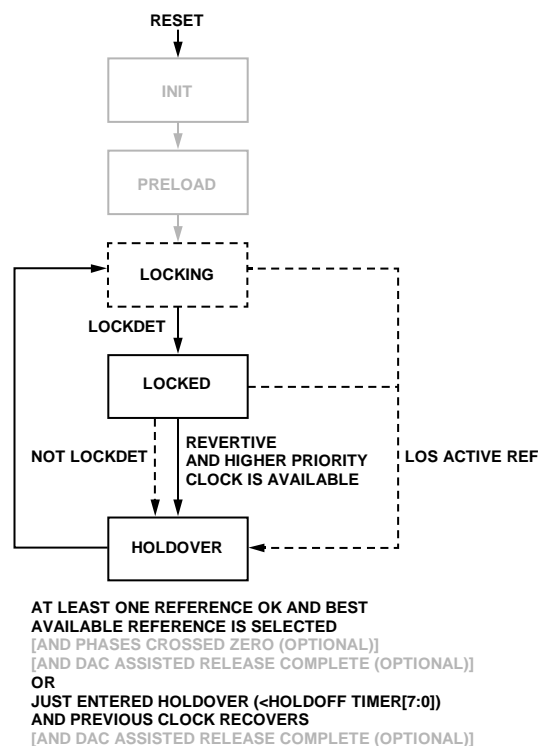 RESET
INIT
PRELOAD
LOCKING
LOCKDET
LOCKED
NOT LOCKDET
REVERTIVE
AND HIGHER PRIORITY
CLOCK IS AVAILABLE
LOS ACTIVE REF
HOLDOVER
AT LEAST ONE REFERENCE OK AND BEST
AVAILABLE REFERENCE IS SELECTED
[AND PHASES CROSSED ZERO (OPTIONAL)]
[AND DAC ASSISTED RELEASE COMPLETE (OPTIONAL)]
OR
JUST ENTERED HOLDOVER (<HOLDOFF TIMER[7:0])
AND PREVIOUS CLOCK RECOVERS
[AND DAC ASSISTED RELEASE COMPLETE (OPTIONAL)]